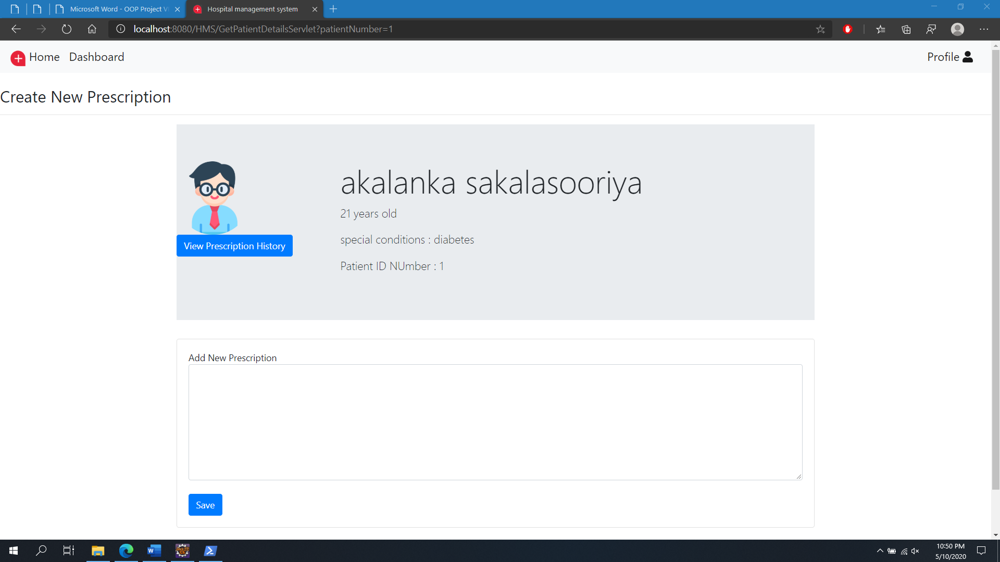 Microsoft Word - OOP Project V
Hospital management system
localhost:8080/HMS/GetPatientDetailsServlet?patientNumber=1
Home Dashboard Profile
Create New Prescription
akalanka sakalasooriya
21 years old
special conditions : diabetes
Patient ID NUmber : 1
View Prescription History
Add New Prescription
Save
10:50 PM
5/10/2020